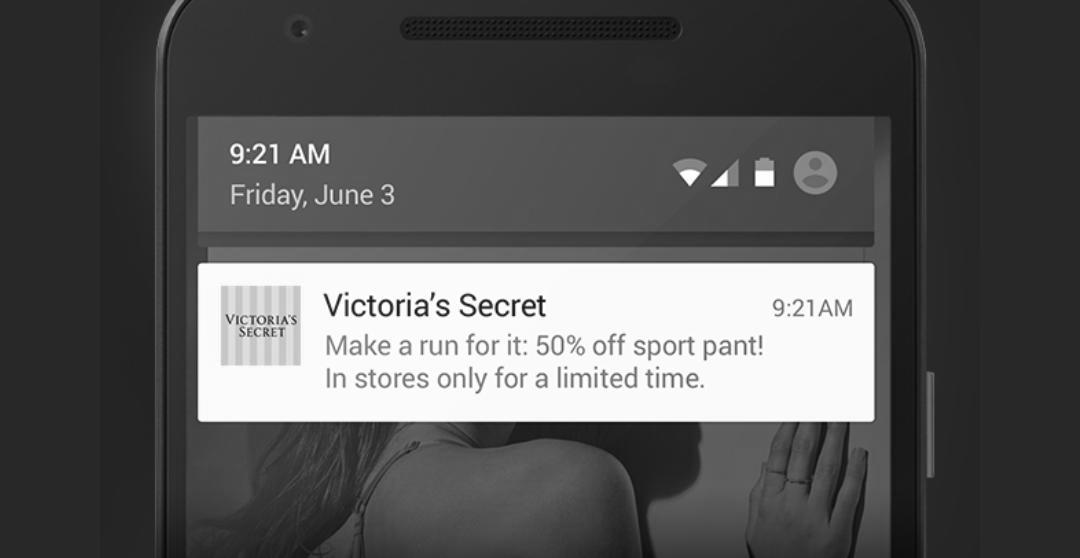 9:21 AM
Friday, June 3
VICTORIA'S
SECRET
Victoria's Secret
9:21AM
Make a run for it: 50% off sport pant!
In stores only for a limited time.